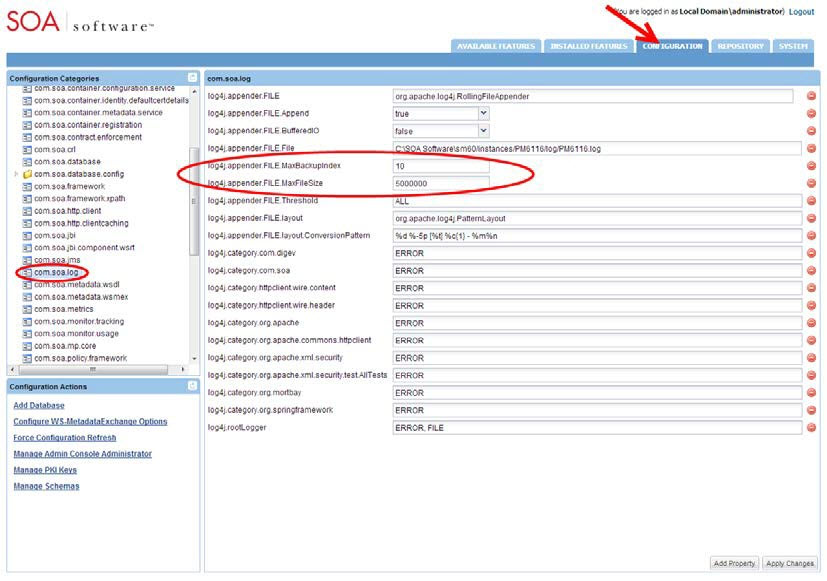 SOA software™
You are logged in as Local Domain\administrator) Logout
AVAILABLE FEATURES INSTALLED FEATURES CONFIGURATION REPOSITORY SYSTEM
Configuration Categories
com.soa.container.configuration.service
com.soa.container.identity.defaultcertdetails
com.soa.container.metadata.service
com.soa.container.registration
com.soa.contract.enforcement
com.soa.crl
com.soa.database
com.soa.database.config
com.soa.framework
com.soa.framework.xpath
com.soa.http.client
com.soa.http.clientcaching
com.soa.jbi
com.soa.jbi.component.wsrt
com.soa.jms
com.soa.log
com.soa.metadata.wsdl
com.soa.metadata.wsmex
com.soa.metrics
com.soa.monitor.tracking
com.soa.monitor.usage
com.soa.mp.core
com.soa.policy.framework
Configuration Actions
Add Database
Configure WS-MetadataExchange Options
Force Configuration Refresh
Manage Admin Console Administrator
Manage PKI Keys
Manage Schemas
com.soa.log
log4j.appender.FILE org.apache.log4j.RollingFileAppender
log4j.appender.FILE.Append true
log4j.appender.FILE.BufferedIO false
log4j.appender.FILE.File C:\SOA Software\sm60/instances/PM6116/log/PM6116.log
log4j.appender.FILE.MaxBackupIndex 10
log4j.appender.FILE.MaxFileSize 5000000
log4j.appender.FILE.Threshold ALL
log4j.appender.FILE.layout org.apache.log4j.PatternLayout
log4j.appender.FILE.layout.ConversionPattern %d %-5p [%t] %c{1} - %m%n
log4j.category.com.digev ERROR
log4j.category.com.soa ERROR
log4j.category.httpclient.wire.content ERROR
log4j.category.httpclient.wire.header ERROR
log4j.category.org.apache ERROR
log4j.category.org.apache.commons.httpclient ERROR
log4j.category.org.apache.xml.security ERROR
log4j.category.org.apache.xml.security.test.AllTests ERROR
log4j.category.org.mortbay ERROR
log4j.category.org.springframework ERROR
log4j.rootLogger ERROR, FILE
Add Property Apply Changes